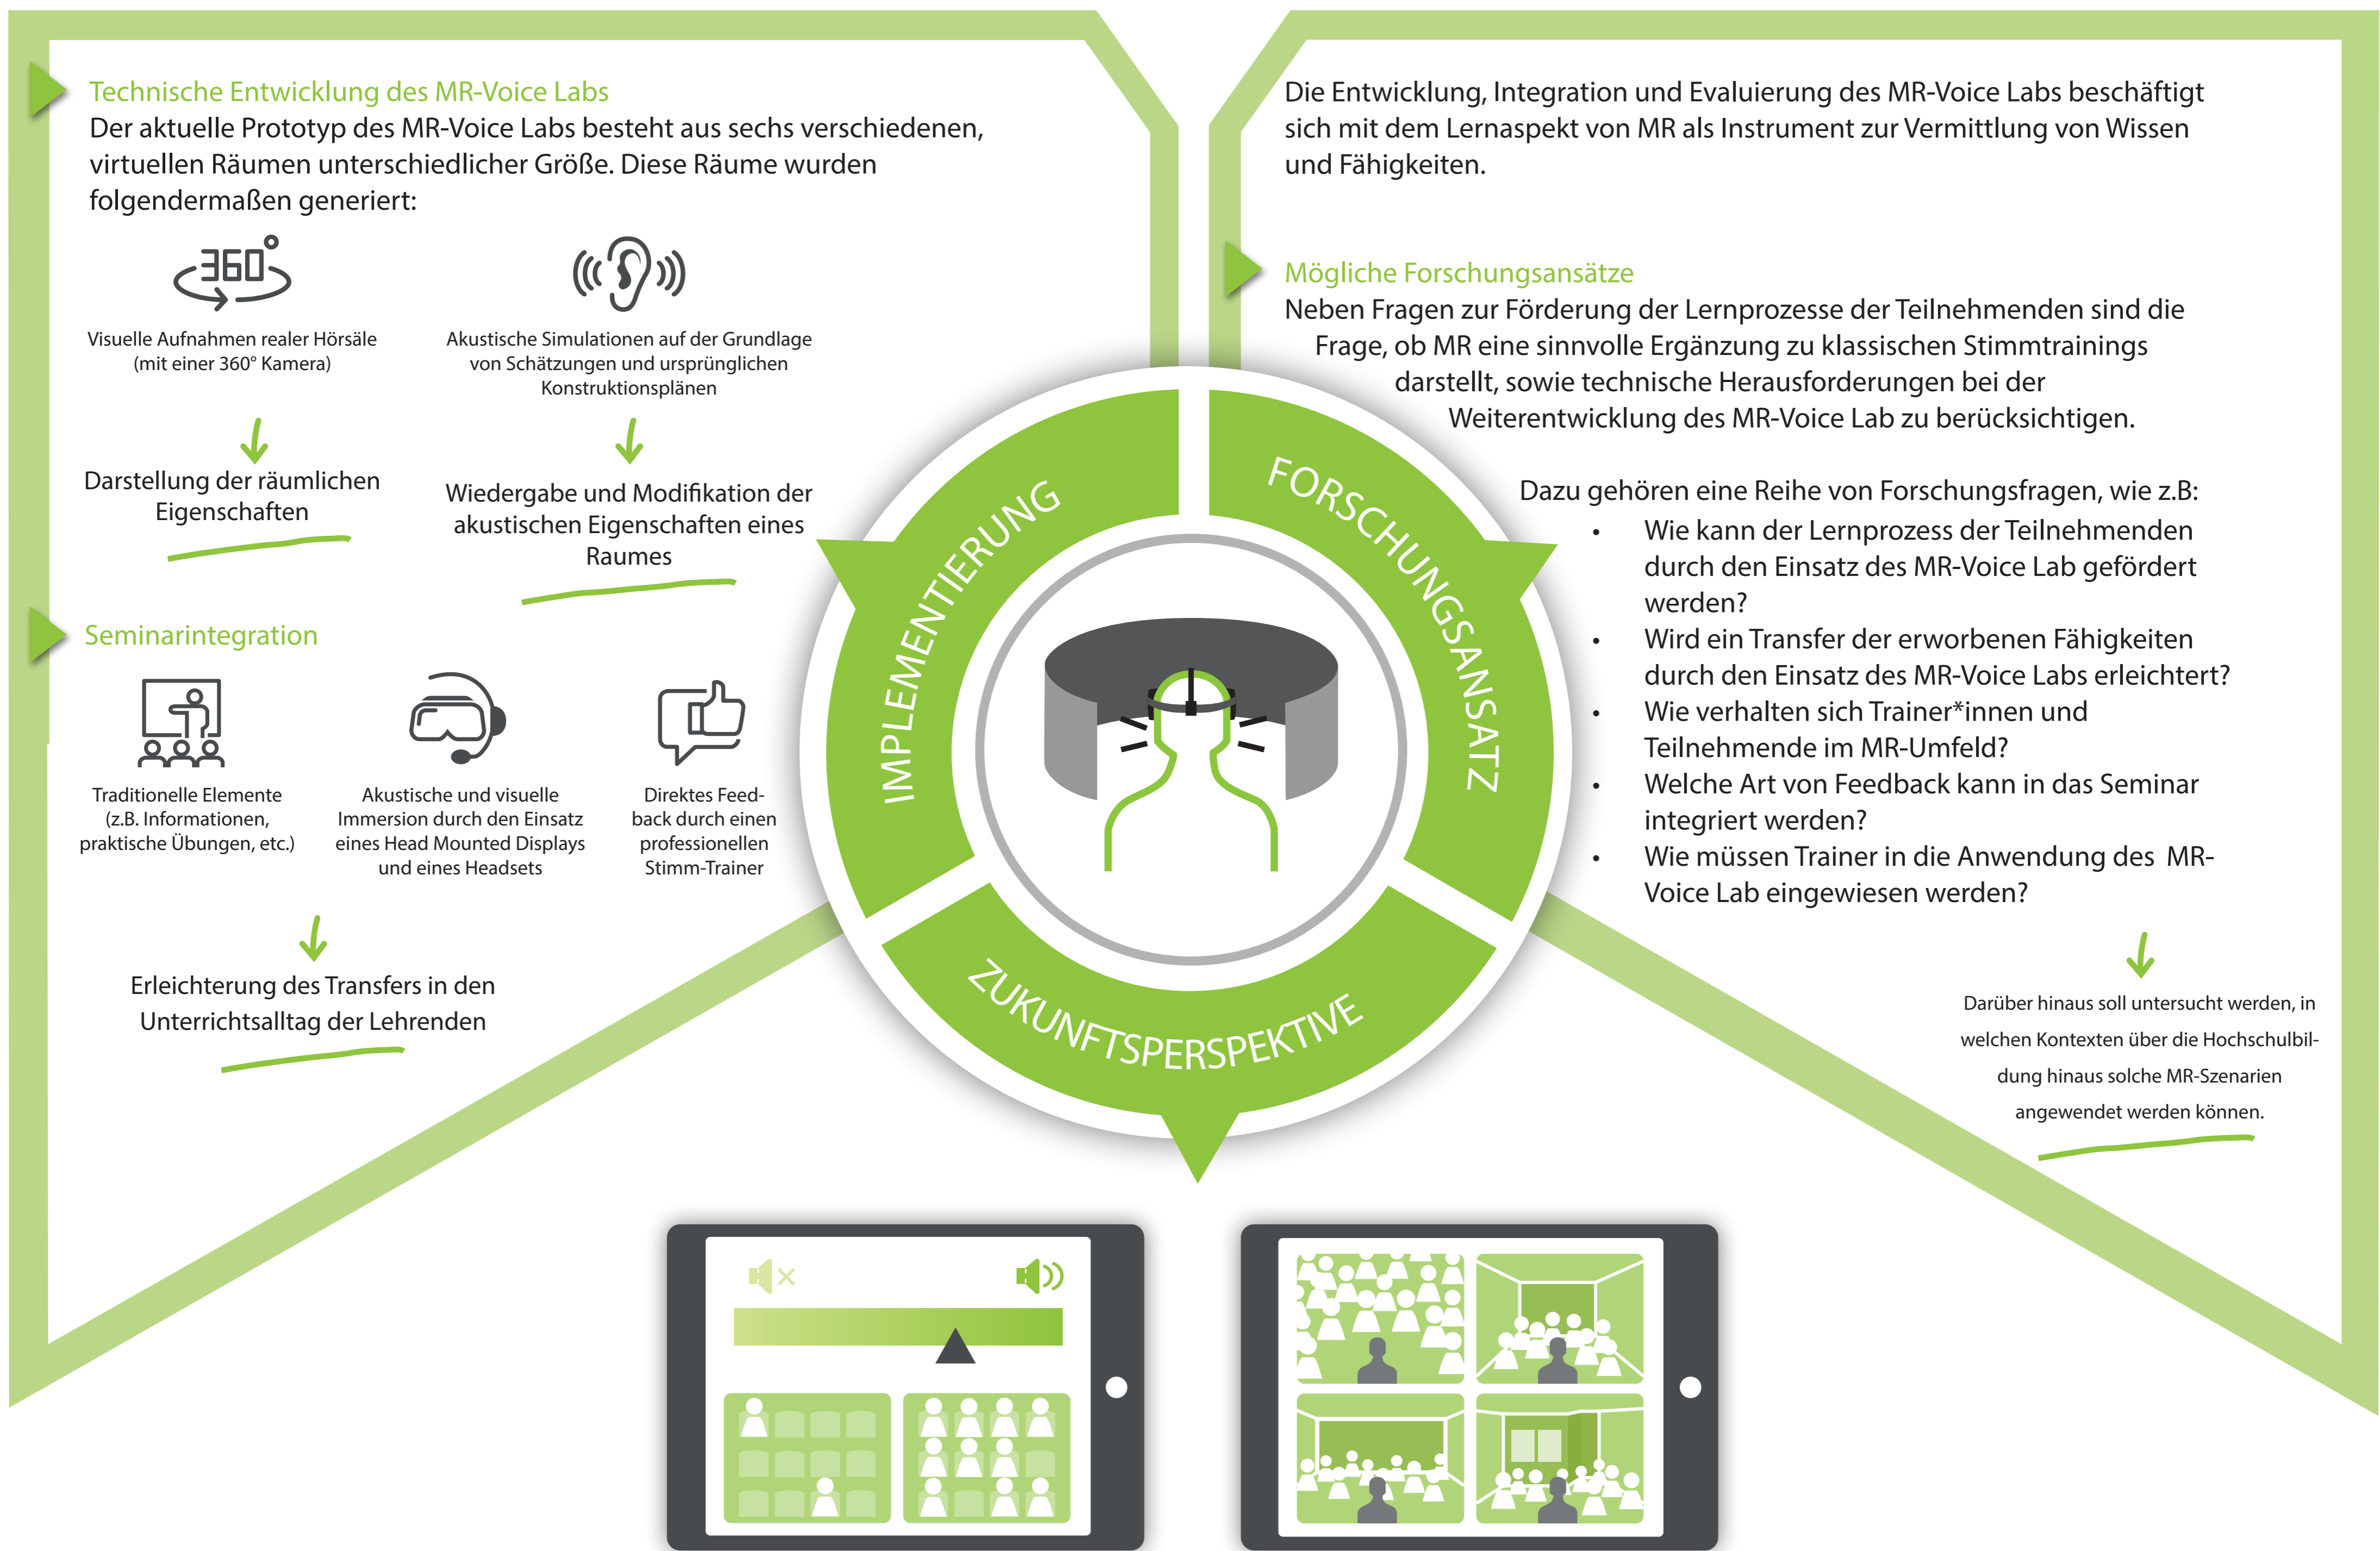 Technische Entwicklung des MR-Voice Labs
Der aktuelle Prototyp des MR-Voice Labs besteht aus sechs verschiedenen,
virtuellen Räumen unterschiedlicher Größe. Diese Räume wurden
folgendermaßen generiert:
360°
Visuelle Aufnahmen realer Hörsäle
(mit einer 360° Kamera)
Darstellung der räumlichen
Eigenschaften
Akustische Simulationen auf der Grundlage
von Schätzungen und ursprünglichen
Konstruktionsplänen
Wiedergabe und Modifikation der
akustischen Eigenschaften eines
Raumes
Seminarintegration
Traditionelle Elemente
(z.B. Informationen,
praktische Übungen, etc.)
Akustische und visuelle
Immersion durch den Einsatz
eines Head Mounted Displays
und eines Headsets
Direktes Feed-
back durch einen
professionellen
Stimm-Trainer
Erleichterung des Transfers in den
Unterrichtsalltag der Lehrenden
IMPLEMENTIERUNG
FORSCHUNGSANSATZ
ZUKUNFTSPERSPEKTIVE
Die Entwicklung, Integration und Evaluierung des MR-Voice Labs beschäftigt
sich mit dem Lernaspekt von MR als Instrument zur Vermittlung von Wissen
und Fähigkeiten.
Mögliche Forschungsansätze
Neben Fragen zur Förderung der Lernprozesse der Teilnehmenden sind die
Frage, ob MR eine sinnvolle Ergänzung zu klassischen Stimmtrainings
darstellt, sowie technische Herausforderungen bei der
Weiterentwicklung des MR-Voice Lab zu berücksichtigen.
Dazu gehören eine Reihe von Forschungsfragen, wie z.B:
• Wie kann der Lernprozess der Teilnehmenden
durch den Einsatz des MR-Voice Lab gefördert
werden?
• Wird ein Transfer der erworbenen Fähigkeiten
durch den Einsatz des MR-Voice Labs erleichtert?
• Wie verhalten sich Trainer*innen und
Teilnehmende im MR-Umfeld?
• Welche Art von Feedback kann in das Seminar
integriert werden?
• Wie müssen Trainer in die Anwendung des MR-
Voice Lab eingewiesen werden?
Darüber hinaus soll untersucht werden, in
welchen Kontexten über die Hochschulbil-
dung hinaus solche MR-Szenarien
angewendet werden können.